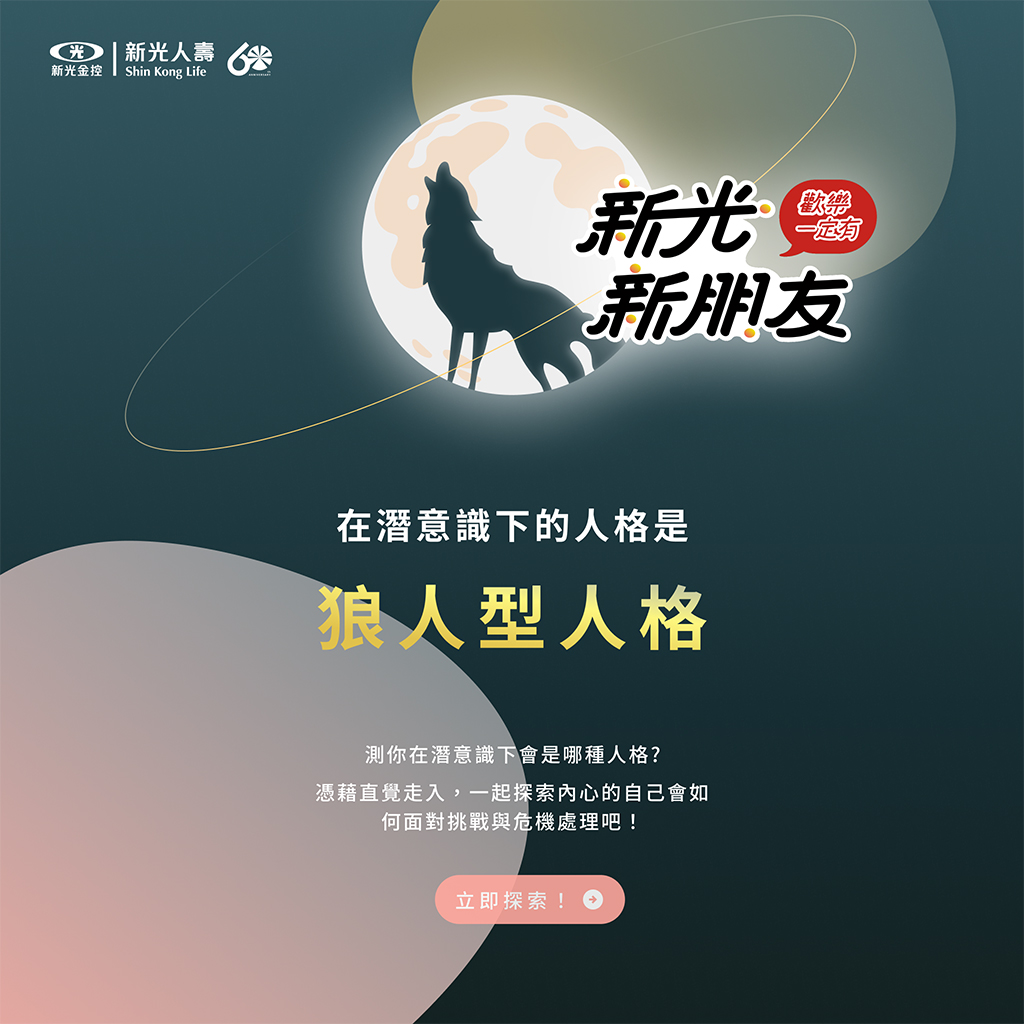 光
新光金控
新光人壽
Shin Kong Life
60
ANNIVERSARY
新光
歡樂
一定有
新朋友
在潛意識下的人格是
狼人型人格
測你在潛意識下會是哪種人格?
憑藉直覺走入，一起探索內心的自己會如
何面對挑戰與危機處理吧！
立即探索！